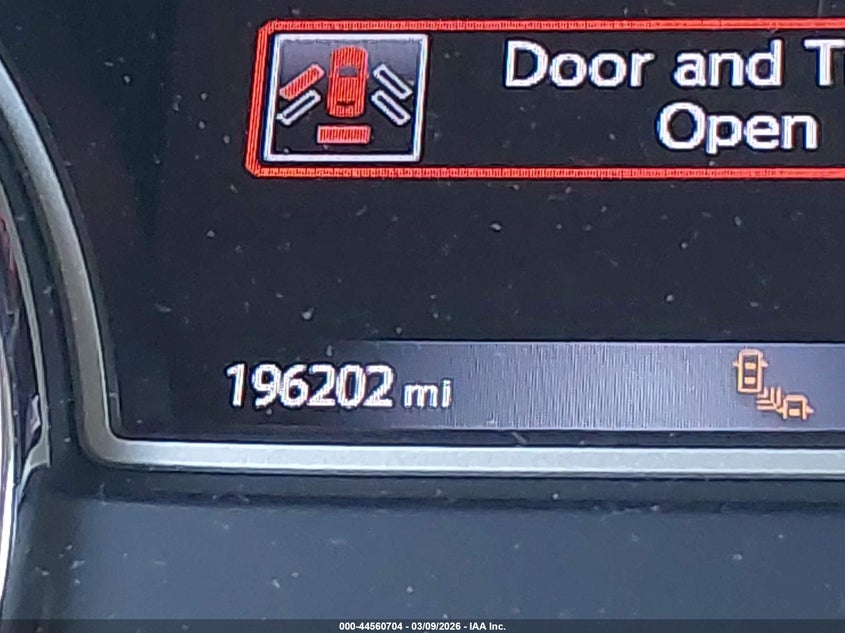 Door and T
Open
196202 mi
000-44560704 - 03/09/2026 - IAA Inc.